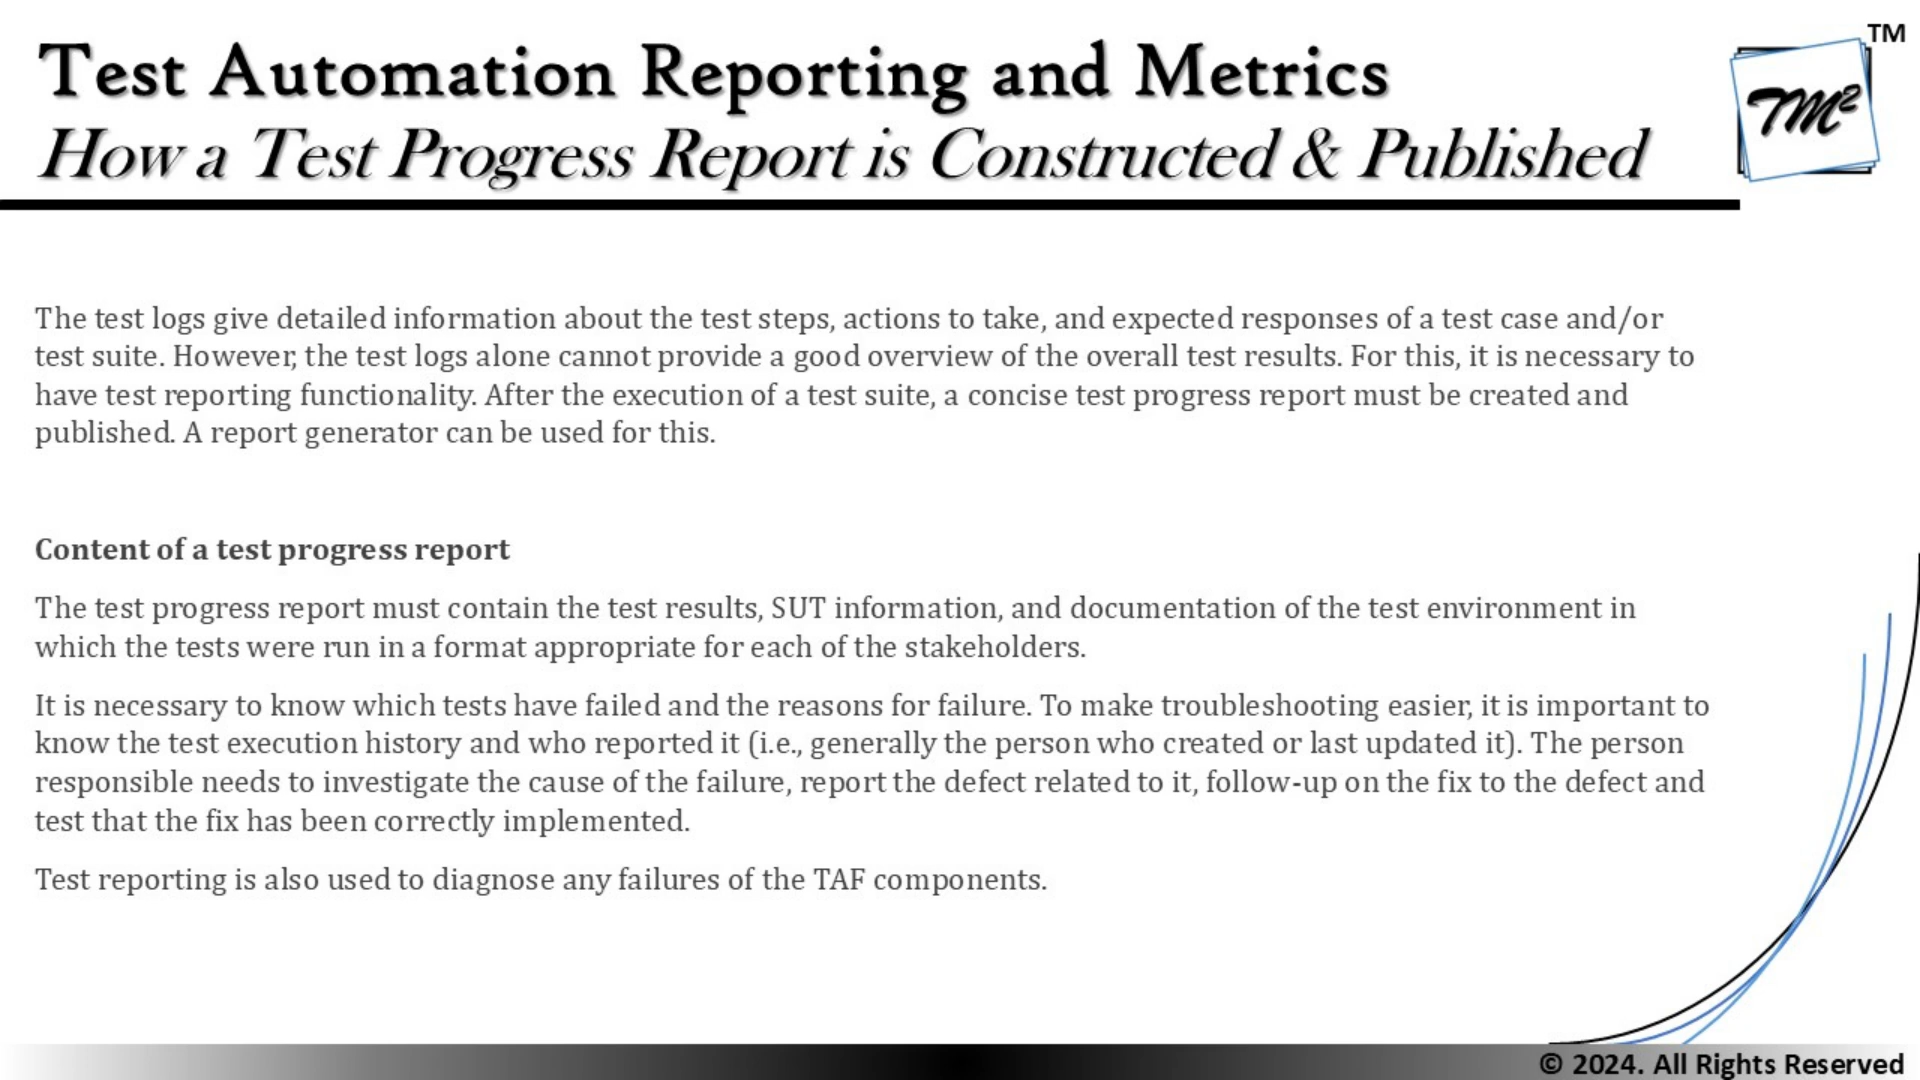 Test Automation Reporting and Metrics
How a Test Progress Report is Constructed & Published
TM
TM²
The test logs give detailed information about the test steps, actions to take, and expected responses of a test case and/or
test suite. However, the test logs alone cannot provide a good overview of the overall test results. For this, it is necessary to
have test reporting functionality. After the execution of a test suite, a concise test progress report must be created and
published. A report generator can be used for this.
Content of a test progress report
The test progress report must contain the test results, SUT information, and documentation of the test environment in
which the tests were run in a format appropriate for each of the stakeholders.
It is necessary to know which tests have failed and the reasons for failure. To make troubleshooting easier, it is important to
know the test execution history and who reported it (i.e., generally the person who created or last updated it). The person
responsible needs to investigate the cause of the failure, report the defect related to it, follow-up on the fix to the defect and
test that the fix has been correctly implemented.
Test reporting is also used to diagnose any failures of the TAF components.
© 2024. All Rights Reserved